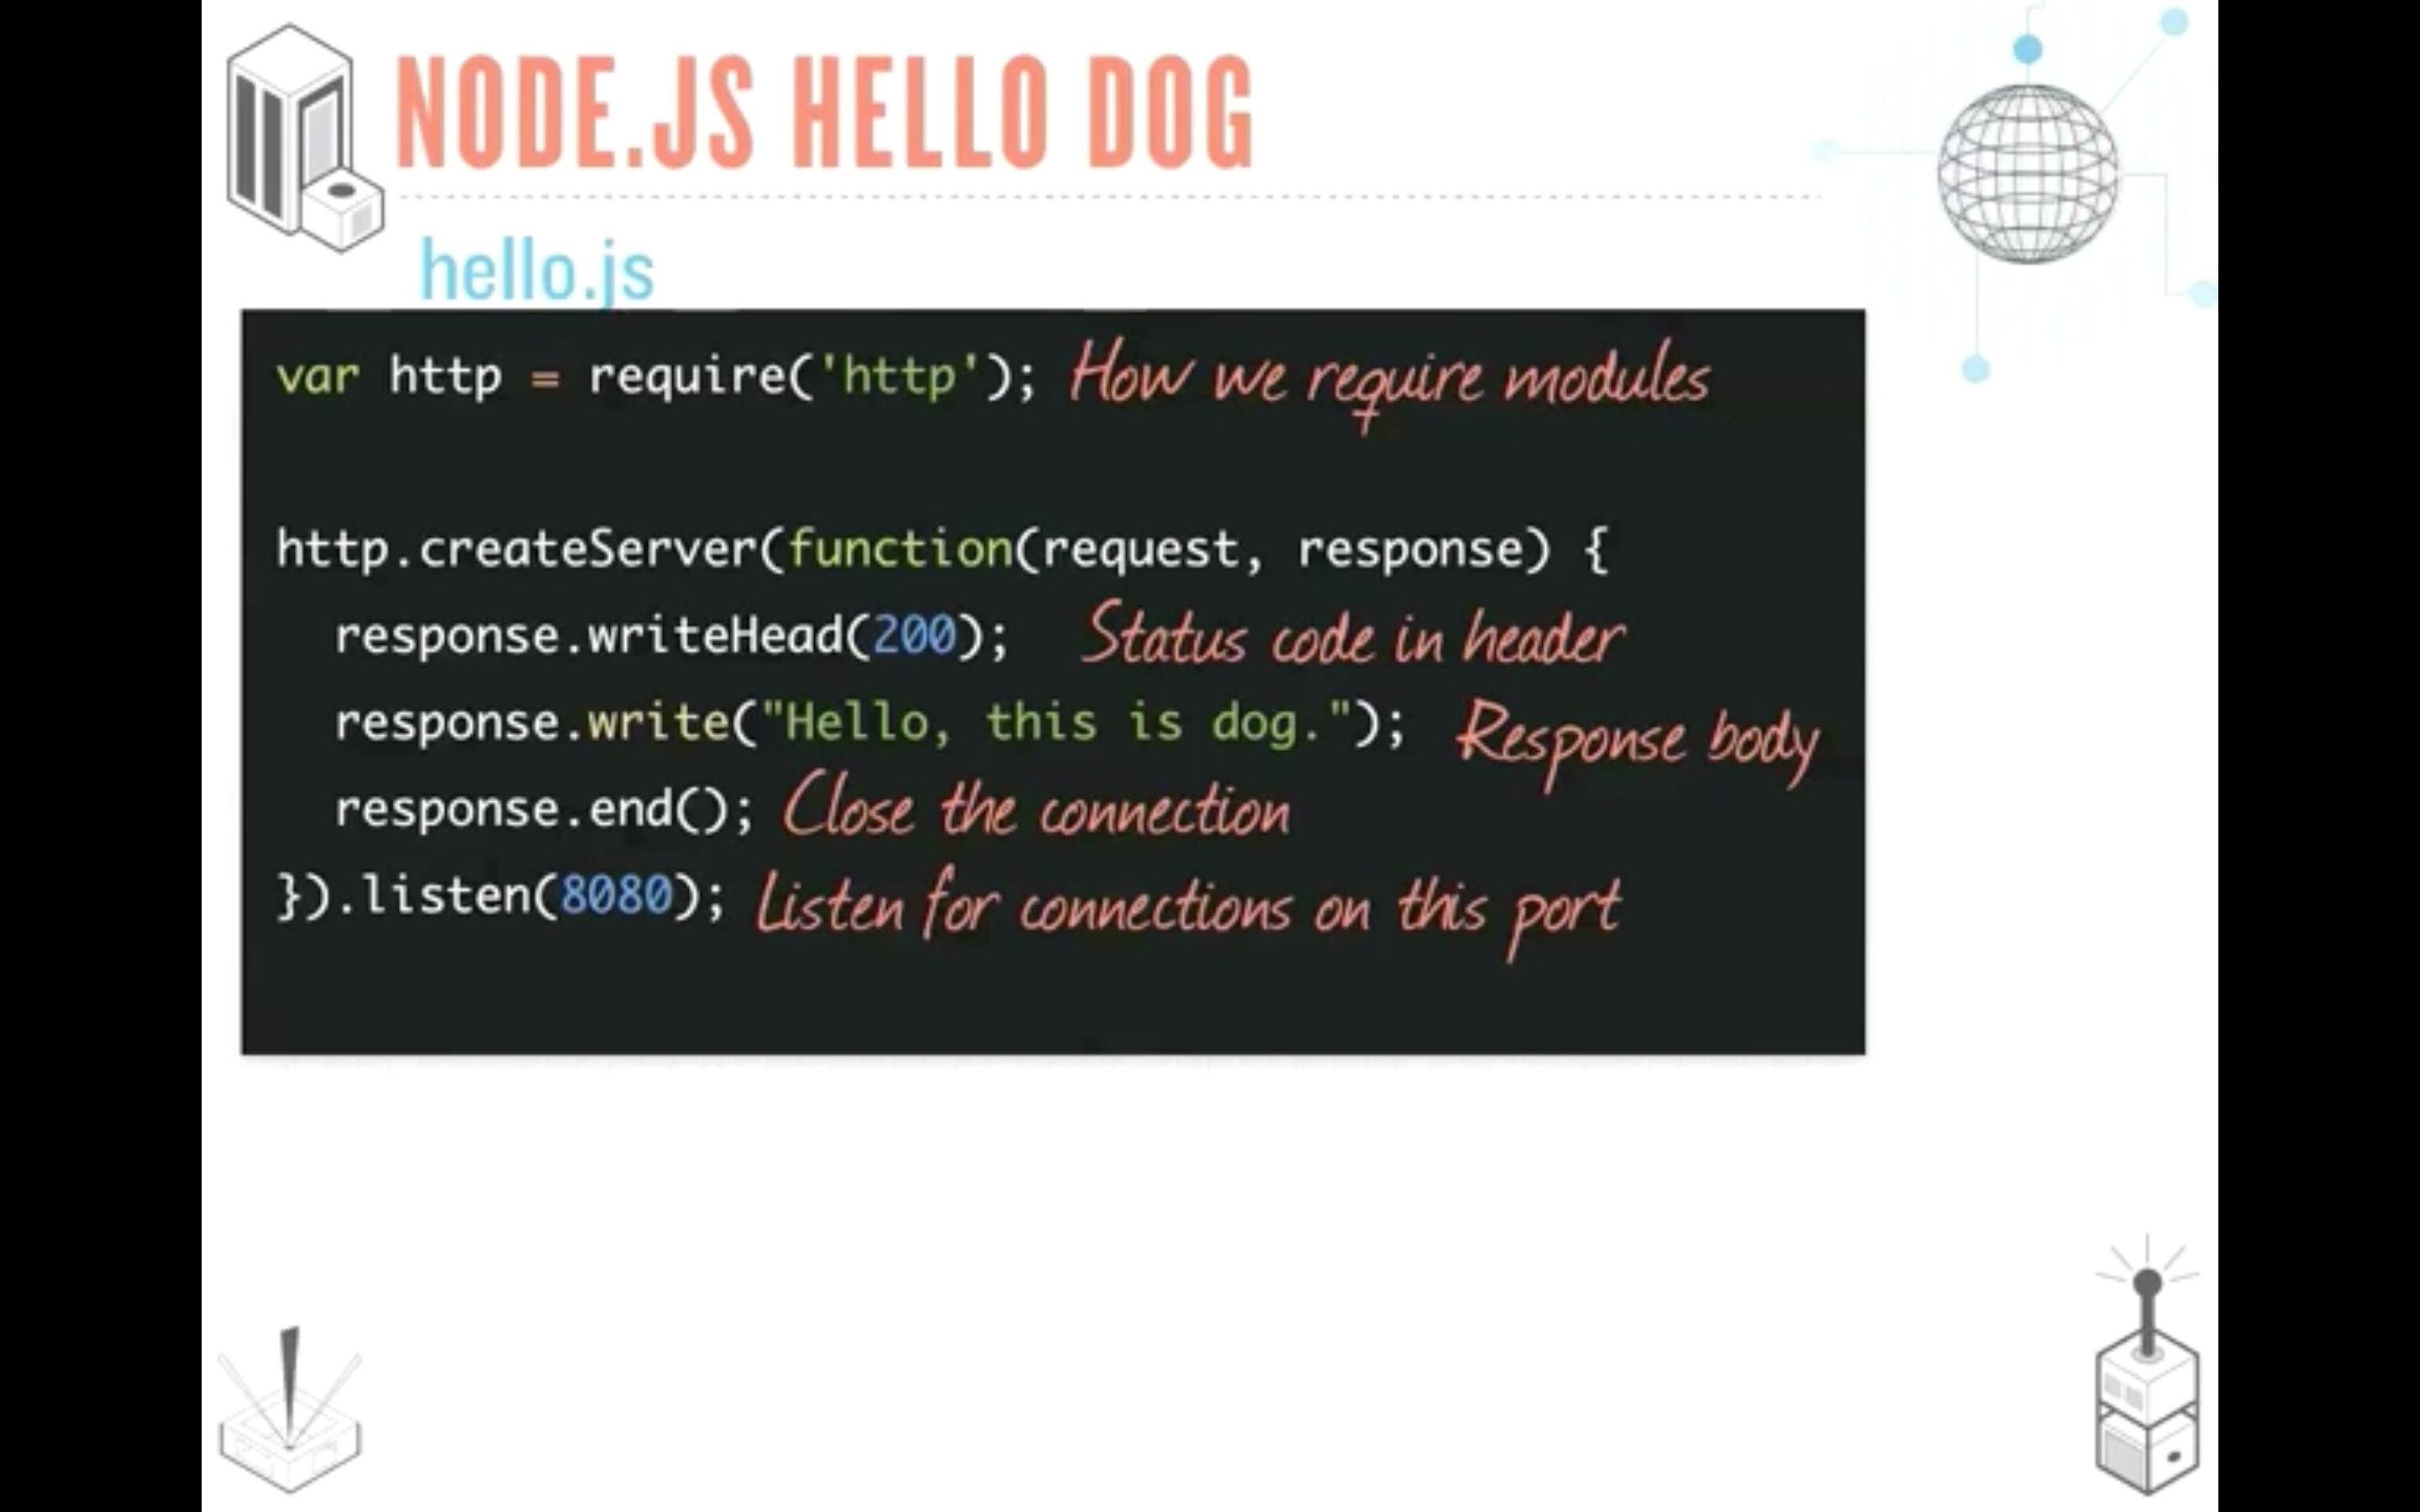 NODE.JS HELLO DOG
hello.js
var http = require('http'); How we require modules
http.createServer(function(request, response) {
response.writeHead(200); Status code in header
response.write("Hello, this is dog."); Response body
response.end(); Close the connection
}).listen(8080); Listen for connections on this port